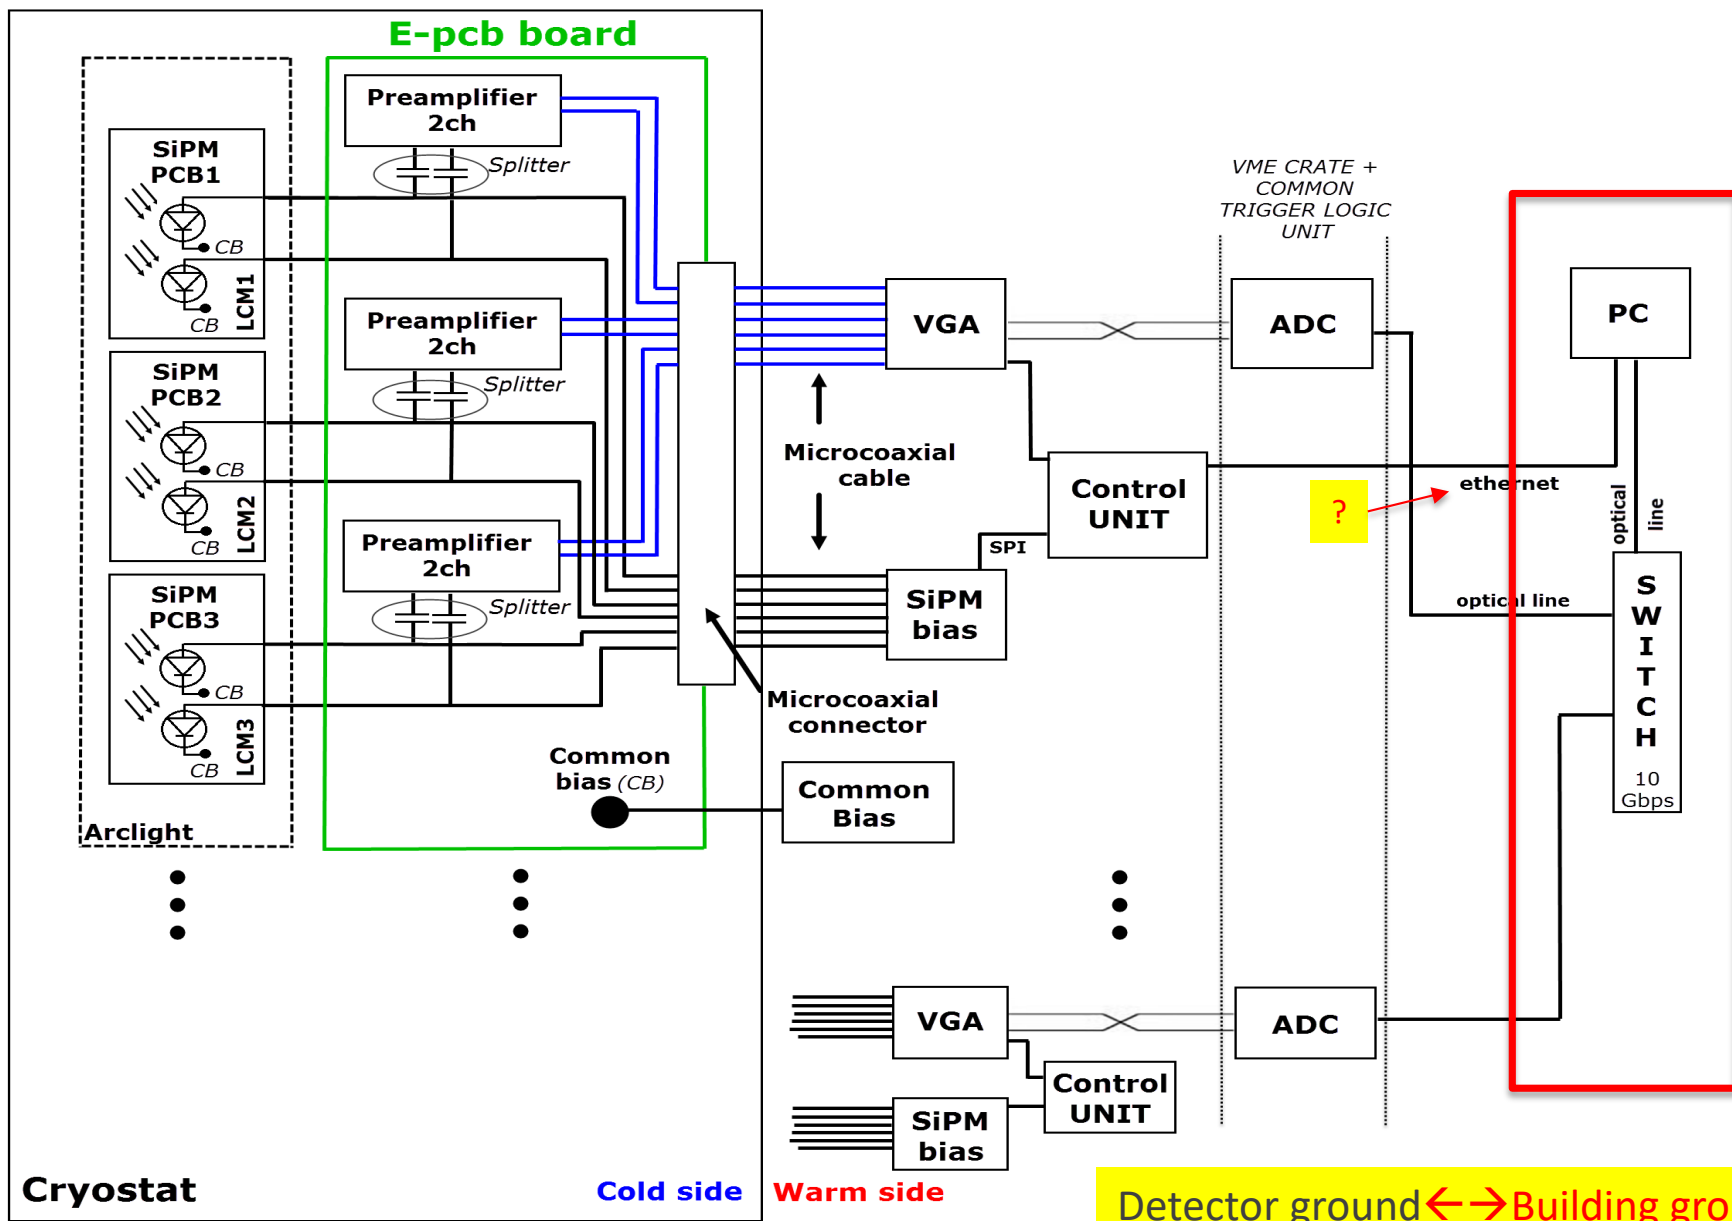 E-pcb board
Preamplifier
2ch
Splitter
SiPM
PCB1
CB
CB
LCM1
Preamplifier
2ch
Splitter
SiPM
PCB2
CB
CB
LCM2
Preamplifier
2ch
Splitter
SiPM
PCB3
CB
CB
LCM3
Arclight
Common
bias (CB)
Common
Bias
Microcoaxial
connector
Microcoaxial
cable
VGA
SiPM
bias
SPI
Control
UNIT
VME CRATE +
COMMON
TRIGGER LOGIC
UNIT
ADC
?
ethernet
optical line
PC
optical
line
SWITCH
10
Gbps
VGA
SiPM
bias
Control
UNIT
ADC
Cryostat
Cold side
Warm side
Detector ground←→Building gro